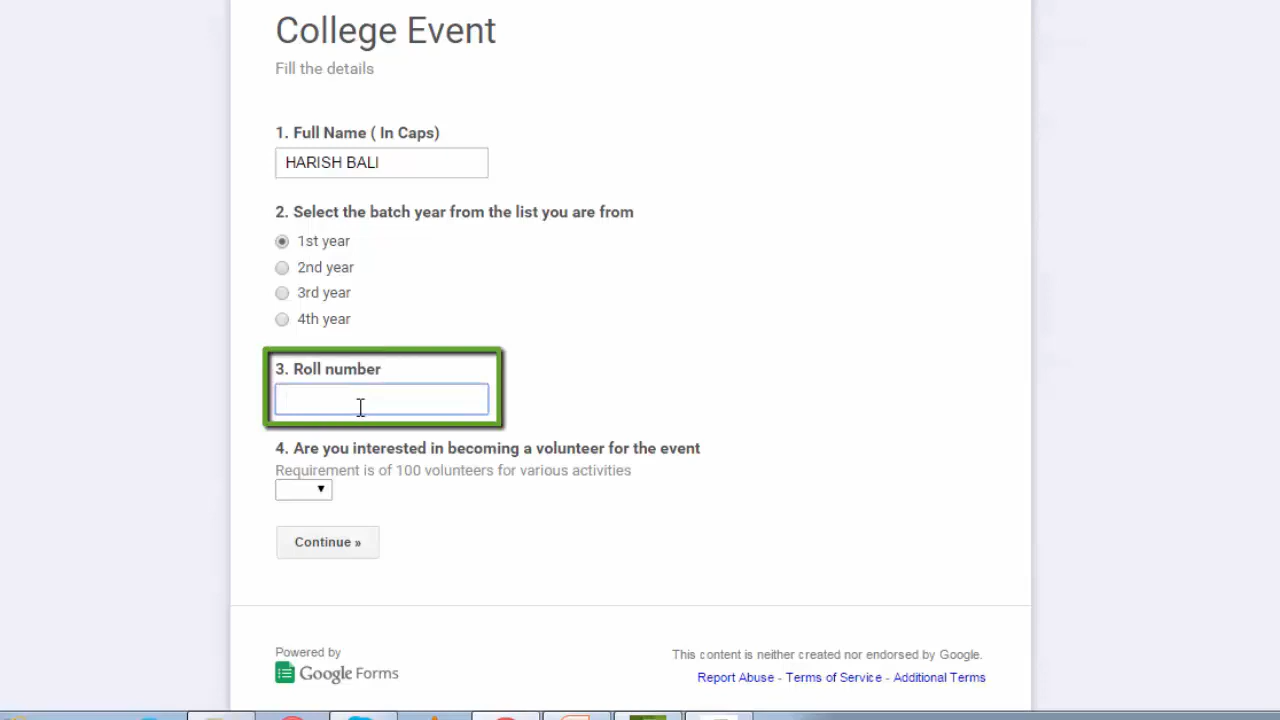 College Event
Fill the details
1. Full Name ( In Caps)
HARISH BALI
2. Select the batch year from the list you are from
1st year
2nd year
3rd year
4th year
3. Roll number
4. Are you interested in becoming a volunteer for the event
Requirement is of 100 volunteers for various activities
Continue »
Powered by
Google Forms
This content is neither created nor endorsed by Google.
Report Abuse - Terms of Service - Additional Terms